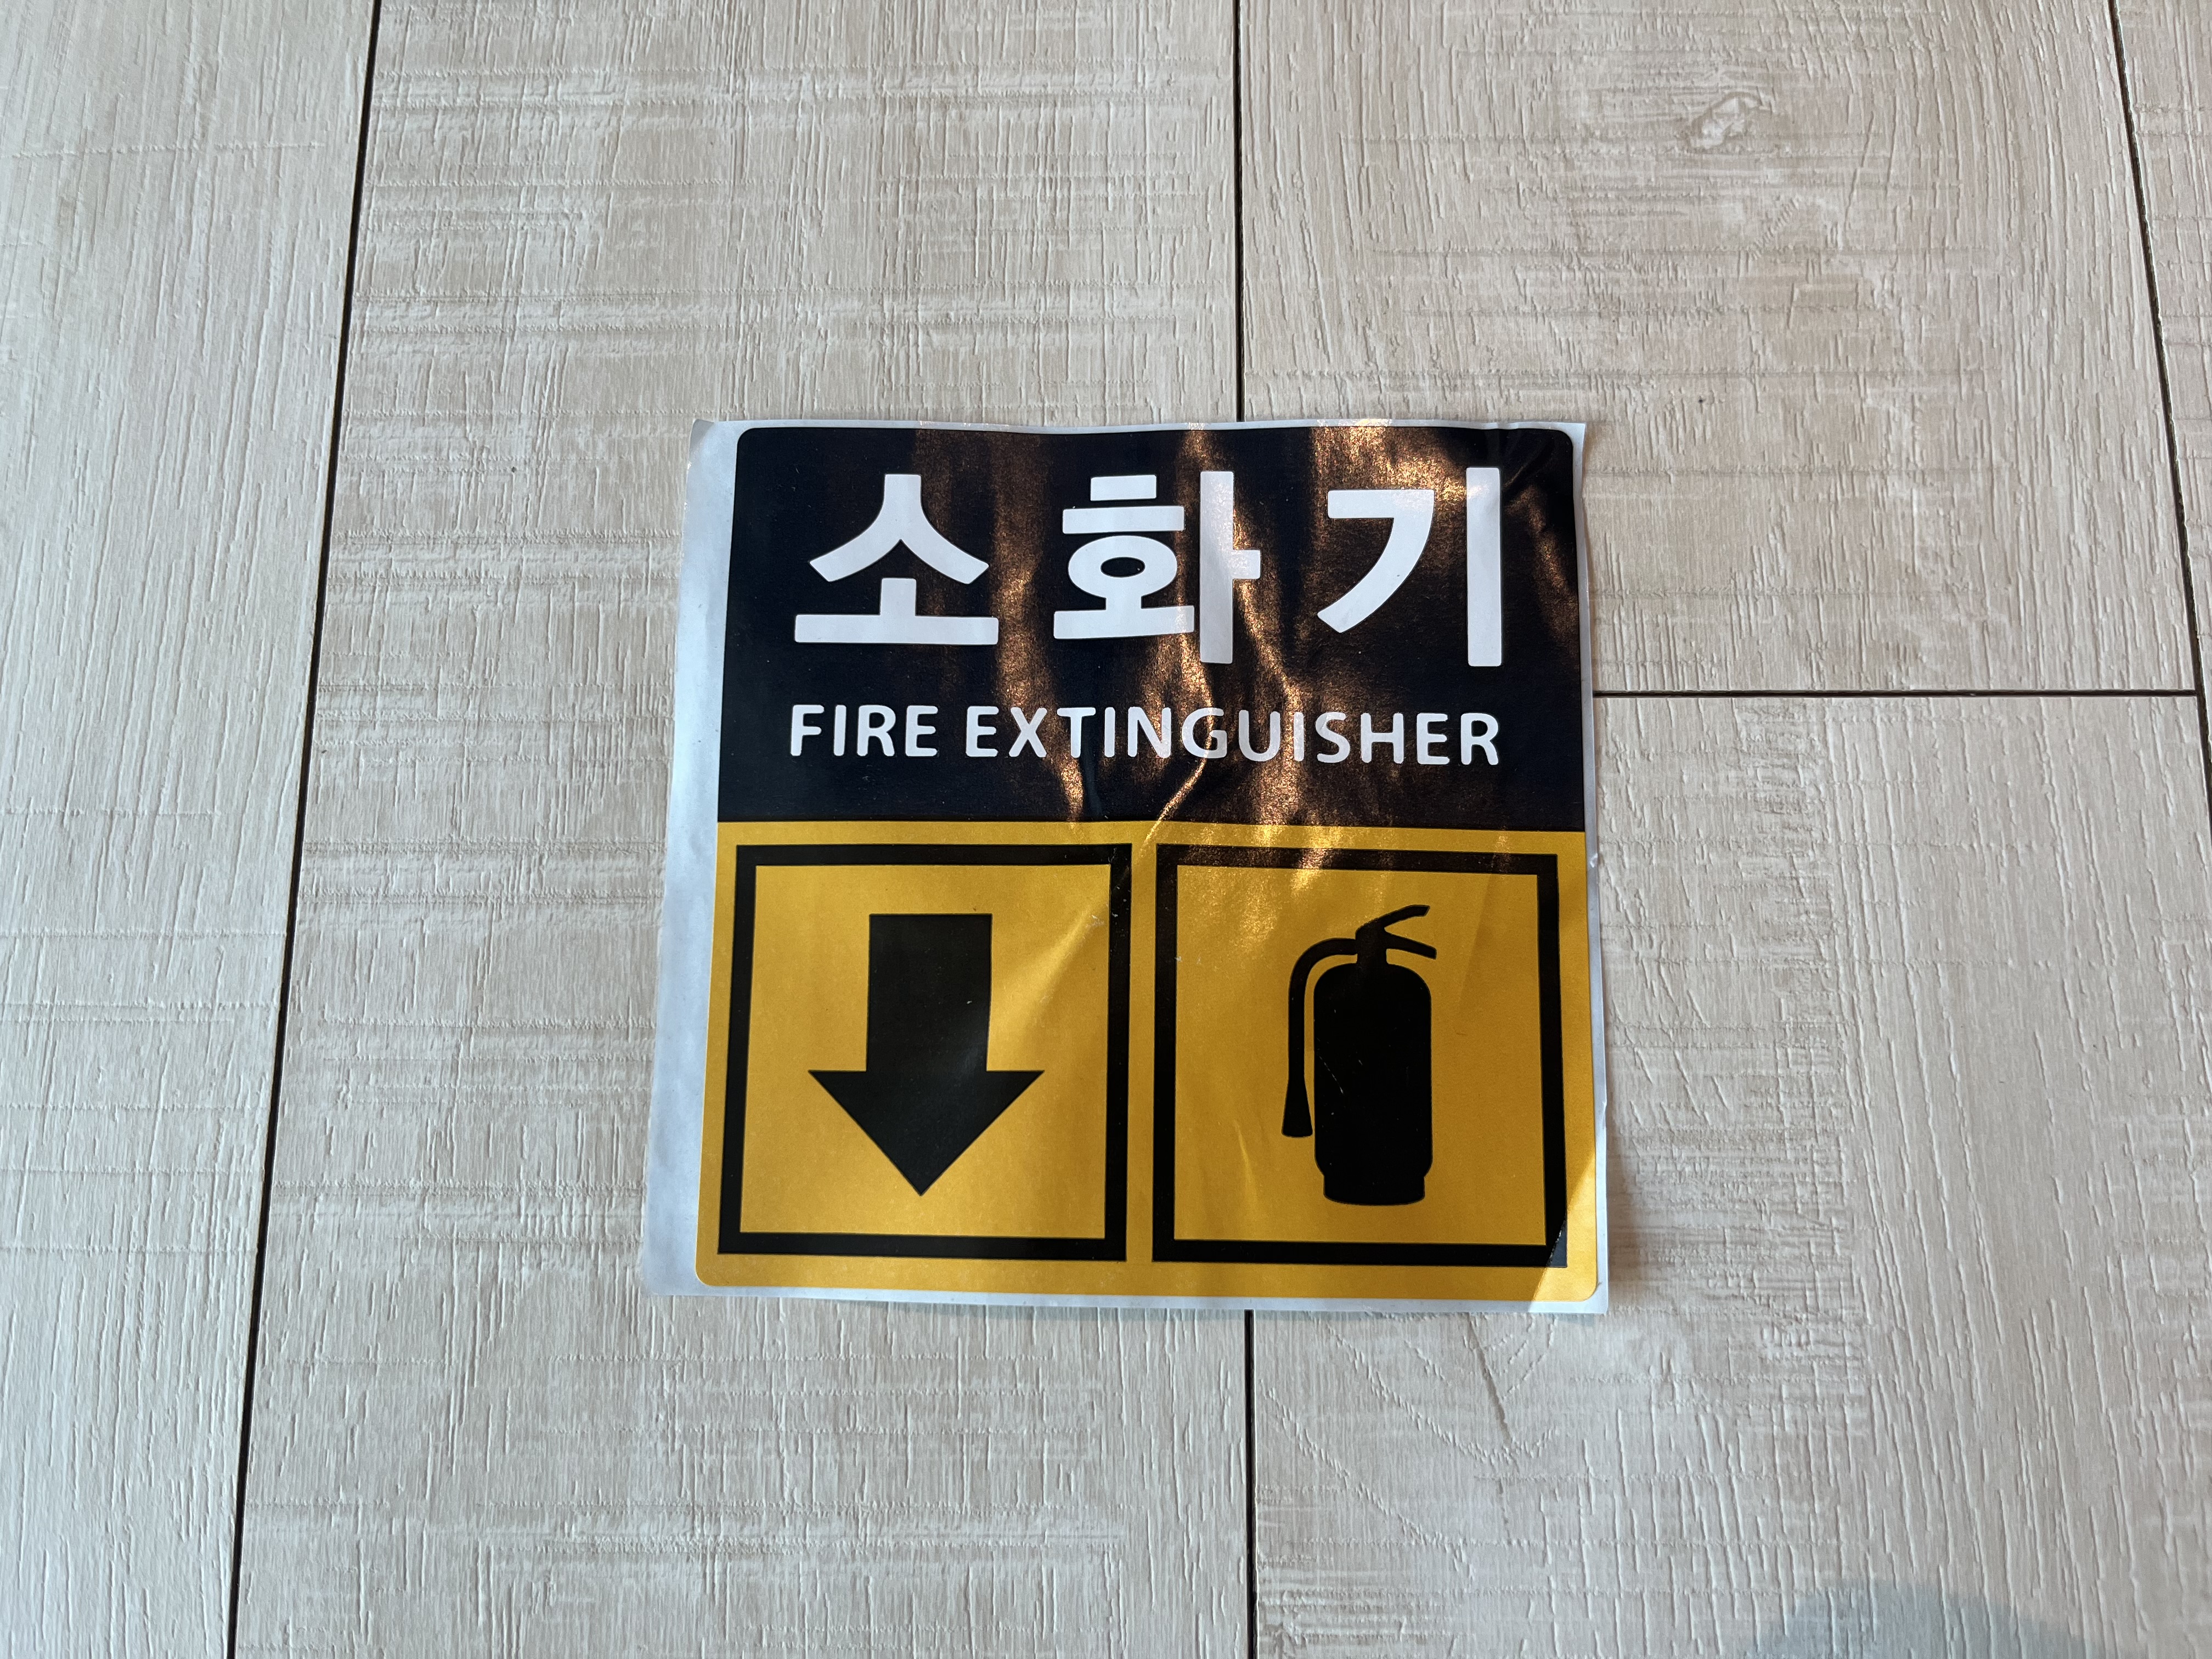 소화기
FIRE EXTINGUISHER